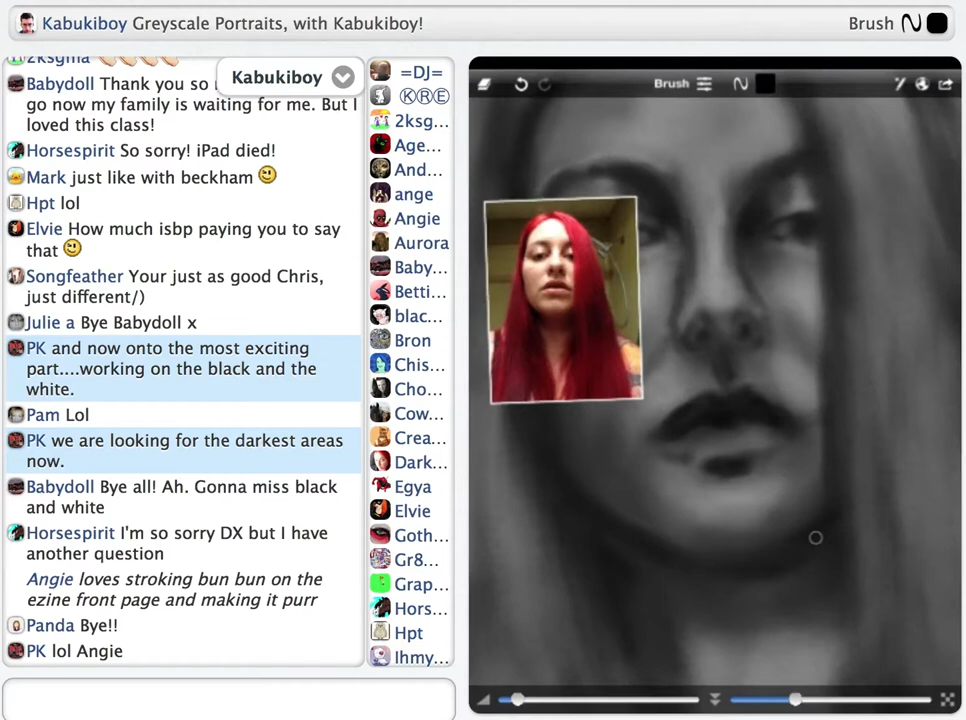 Kabukiboy Greyscale Portraits, with Kabukiboy!
Brush
2ksgma
Kabukiboy
Babydoll Thank you so
go now my family is waiting for me. But I
loved this class!
Horsespirit So sorry! iPad died!
Mark just like with beckham
Hpt lol
Elvie How much isbp paying you to say
that
Songfeather Your just as good Chris,
just different/)
Julie a Bye Babydoll x
PK and now onto the most exciting
part....working on the black and the
white.
Pam Lol
PK we are looking for the darkest areas
now.
Babydoll Bye all! Ah. Gonna miss black
and white
Horsespirit I'm so sorry DX but I have
another question
Angie loves stroking bun bun on the
ezine front page and making it purr
Panda Bye!!
PK lol Angie
=DJ=
ⓀⓇⒺ
2ksg...
Age...
And...
ange
Angie
Aurora
Baby...
Betti...
blac...
Bron
Chis...
Cho...
Cow...
Crea...
Dark...
Egya
Elvie
Goth...
Gr8...
Grap...
Hors...
Hpt
Ihmy...
Brush